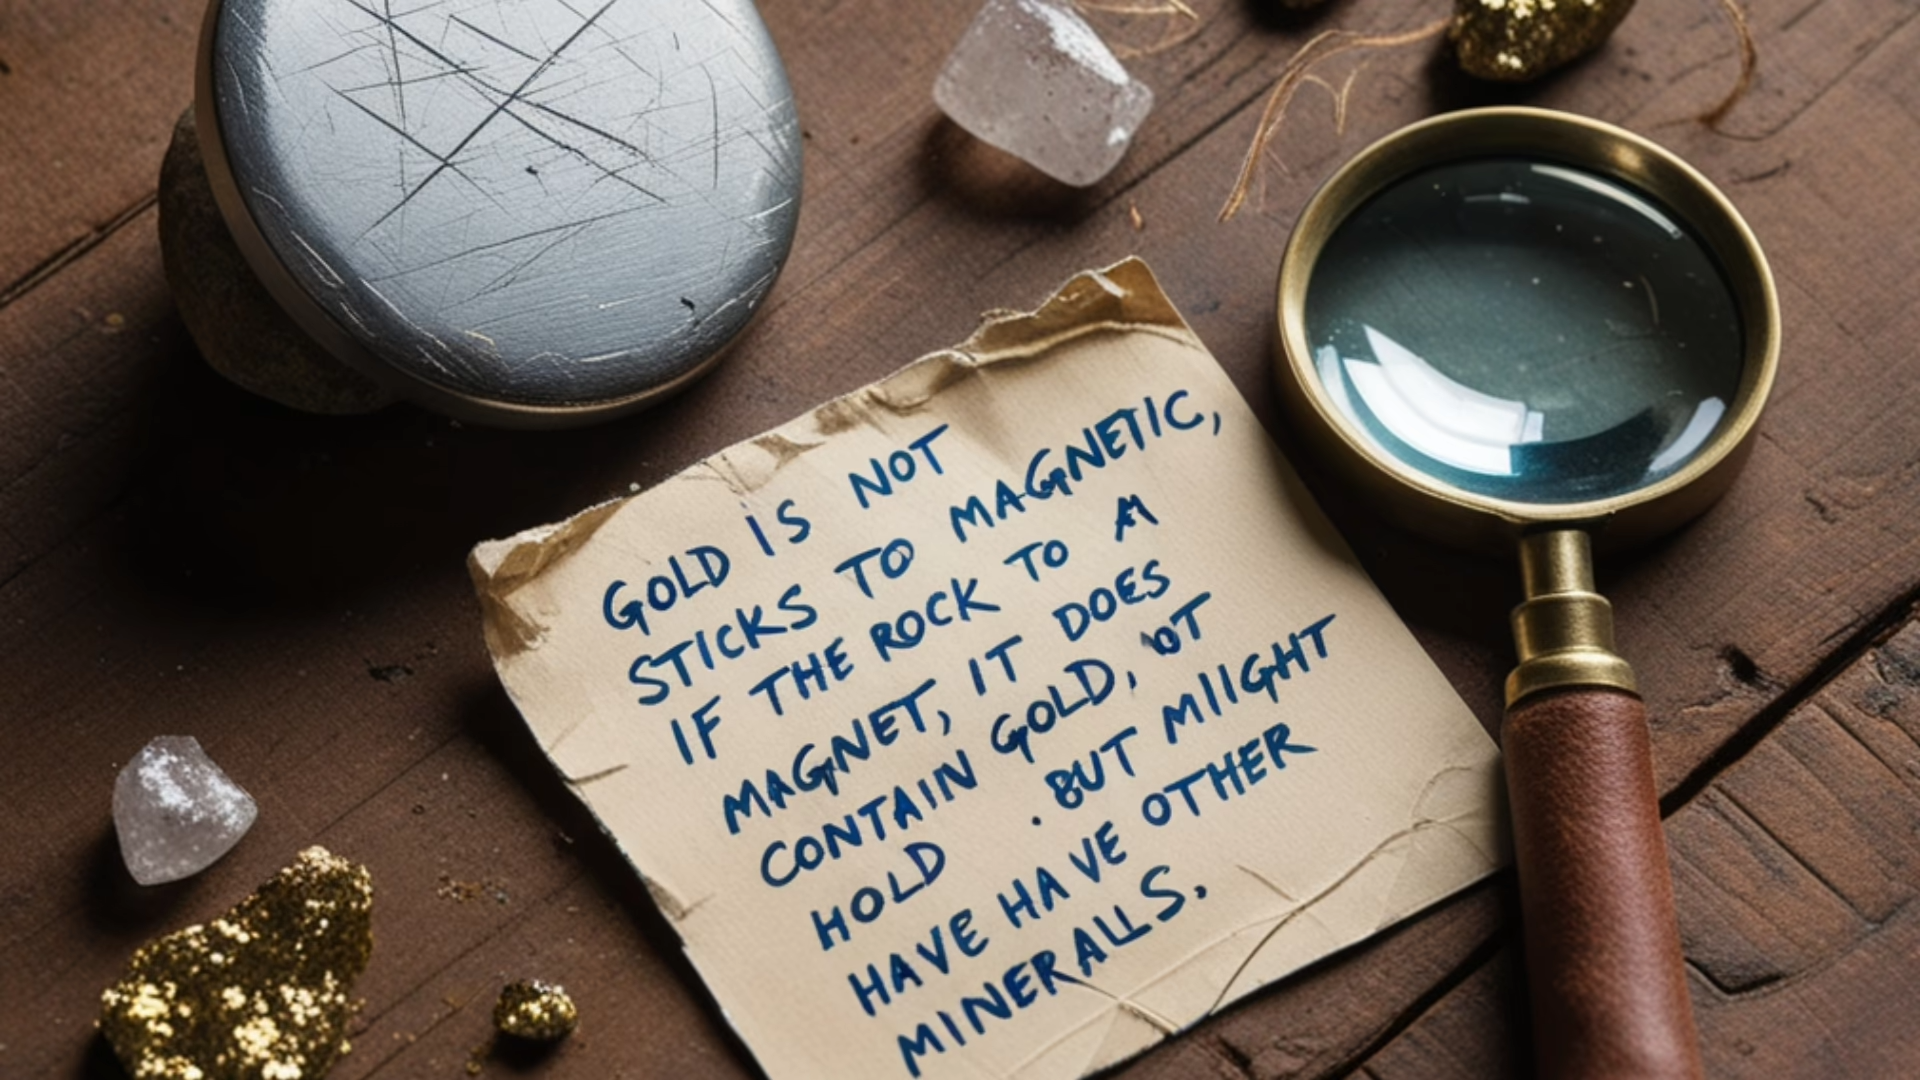 GOLD IS NOT
STICKS TO MAGNETIC,
IF THE ROCK TO A
MAGNET, IT DOES
CONTAIN GOLD, OT
HOLD . BUT MIIGHT
HAVE HAVE OTHER
MINERALLS.